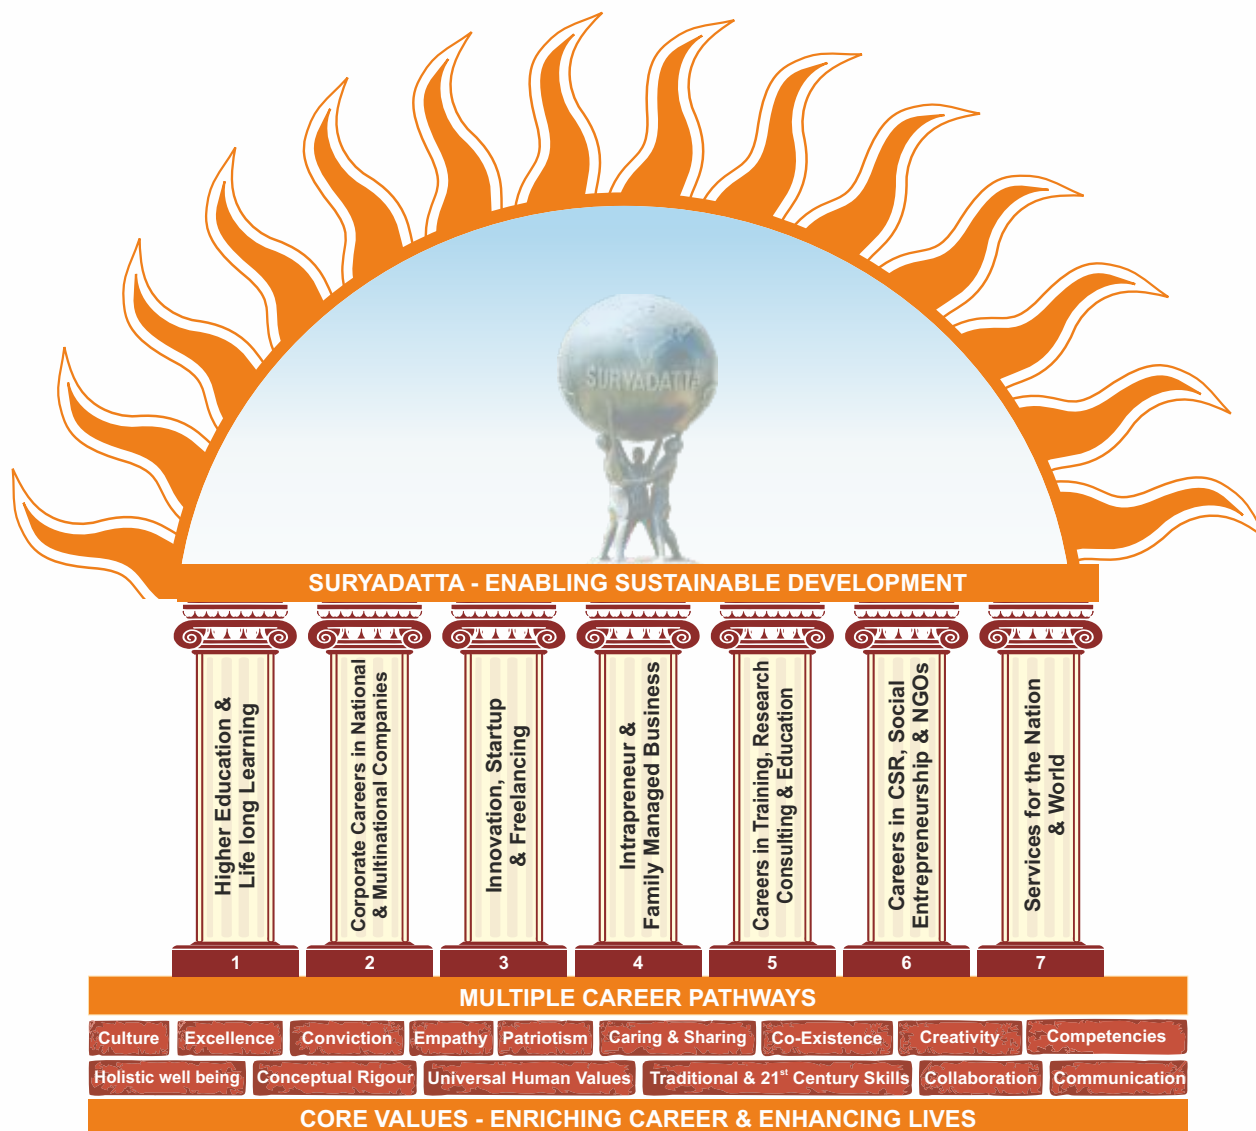 SURYADATTA
SURYADATTA - ENABLING SUSTAINABLE DEVELOPMENT
Higher Education &
Life long Learning
Corporate Careers in National
& Multinational Companies
Innovation, Startup
& Freelancing
Intrapreneur &
Family Managed Business
Careers in Training, Research
Consulting & Education
Careers in CSR, Social
Entrepreneurship & NGOs
Services for the Nation
& World
1 2 3 4 5 6 7
MULTIPLE CAREER PATHWAYS
Culture Excellence Conviction Empathy Patriotism Caring & Sharing Co-Existence Creativity Competencies
Holistic well being Conceptual Rigour Universal Human Values Traditional & 21st Century Skills Collaboration Communication
CORE VALUES - ENRICHING CAREER & ENHANCING LIVES